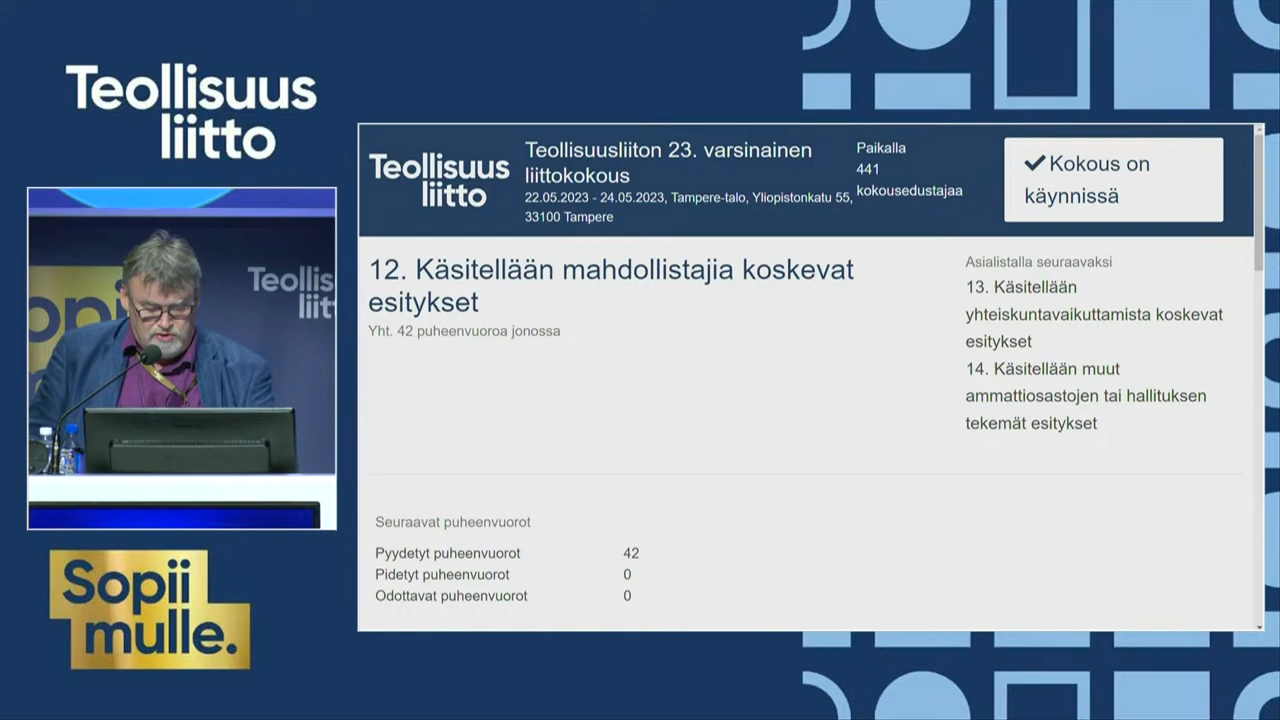 Teollisuus
liitto
Teollis
liit
Sopii
mulle.
Teollisuus
liitto
Teollisuusliiton 23. varsinainen
liittokokous
22.05.2023 - 24.05.2023, Tampere-talo, Yliopistonkatu 55,
33100 Tampere
Paikalla
441
kokousedustajaa
Kokous on
käynnissä
12. Käsitellään mahdollistajia koskevat
esitykset
Yht. 42 puheenvuoroa jonossa
Asialistalla seuraavaksi
13. Käsitellään
yhteiskuntavaikuttamista koskevat
esitykset
14. Käsitellään muut
ammattiosastojen tai hallituksen
tekemät esitykset
Seuraavat puheenvuorot
Pyydetyt puheenvuorot 42
Pidetyt puheenvuorot 0
Odottavat puheenvuorot 0